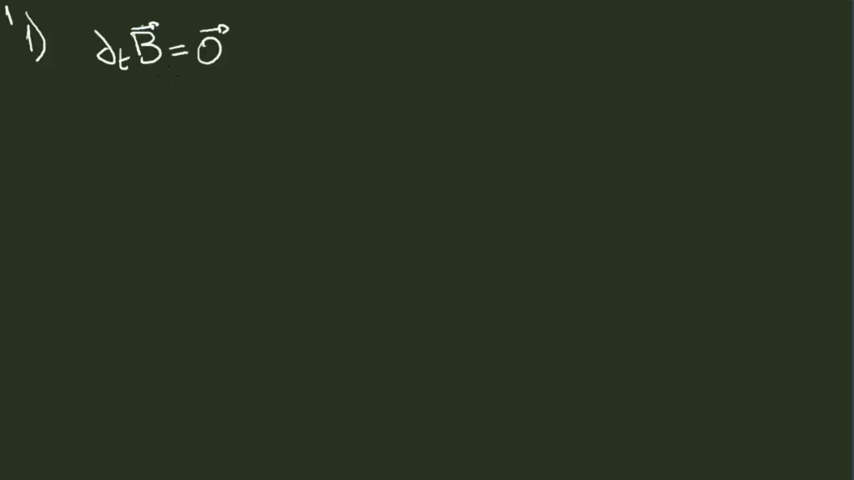 1) ∂ₜB⃗ = 0⃗